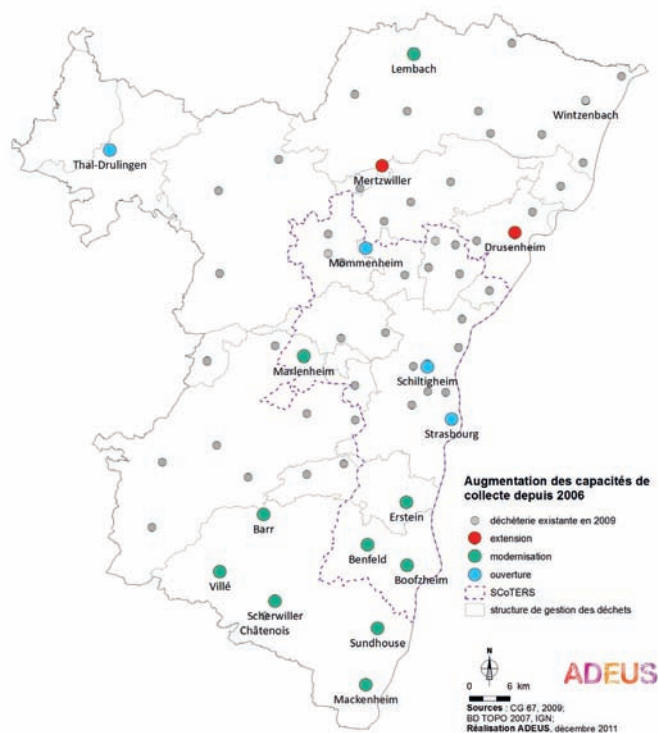 Lembach
Wintzenbach
Thal-Drulingen
Mertzwiller
Drusenheim
Mommenheim
Marlenheim
Schiltigheim
Strasbourg
Augmentation des capacités de
collecte depuis 2006
déchèterie existante en 2009
extension
modernisation
ouverture
SCoTERS
structure de gestion des déchets
Erstein
Barr
Benfeld
Boofzheim
Villé
Scherwiller
Châtenois
Sundhouse
Mackenheim
N
0 6 km
ADEUS
Sources : CG 67, 2009;
BD TOPO 2007, IGN;
Réalisation ADEUS, décembre 2011